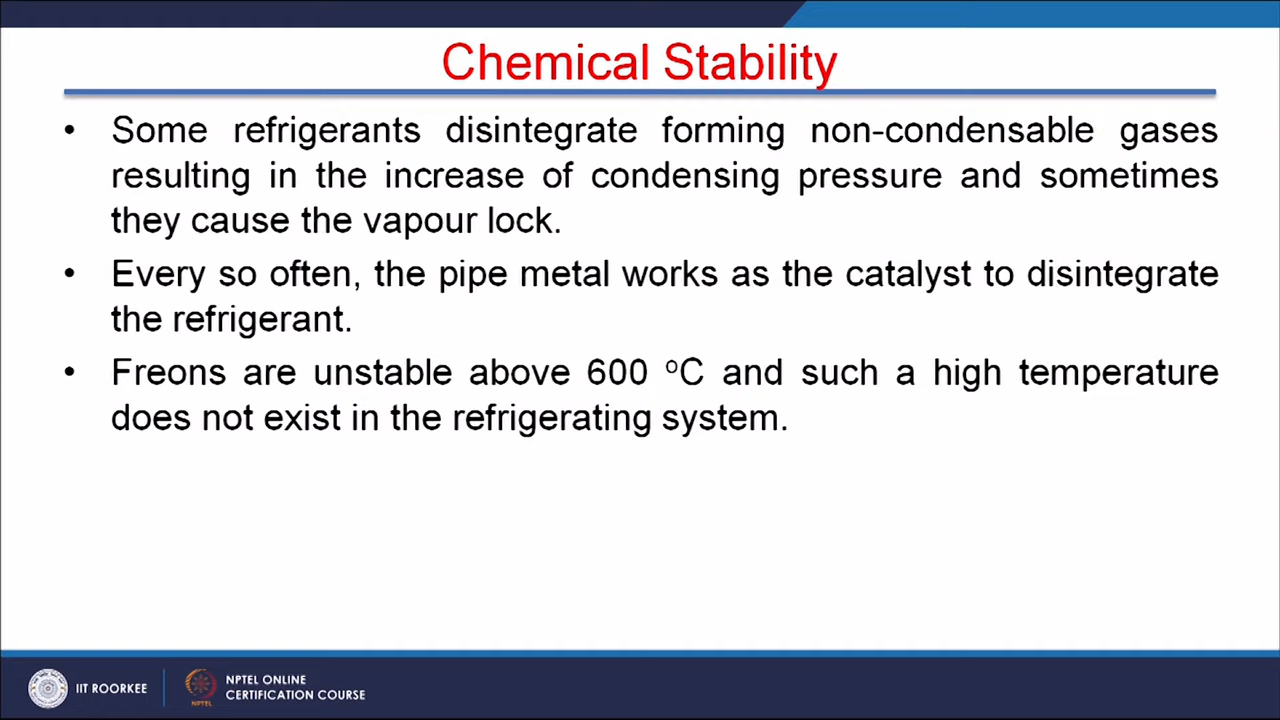 Chemical Stability
• Some refrigerants disintegrate forming non-condensable gases
resulting in the increase of condensing pressure and sometimes
they cause the vapour lock.
• Every so often, the pipe metal works as the catalyst to disintegrate
the refrigerant.
• Freons are unstable above 600 ºC and such a high temperature
does not exist in the refrigerating system.
IIT ROORKEE
NPTEL
NPTEL ONLINE
CERTIFICATION COURSE